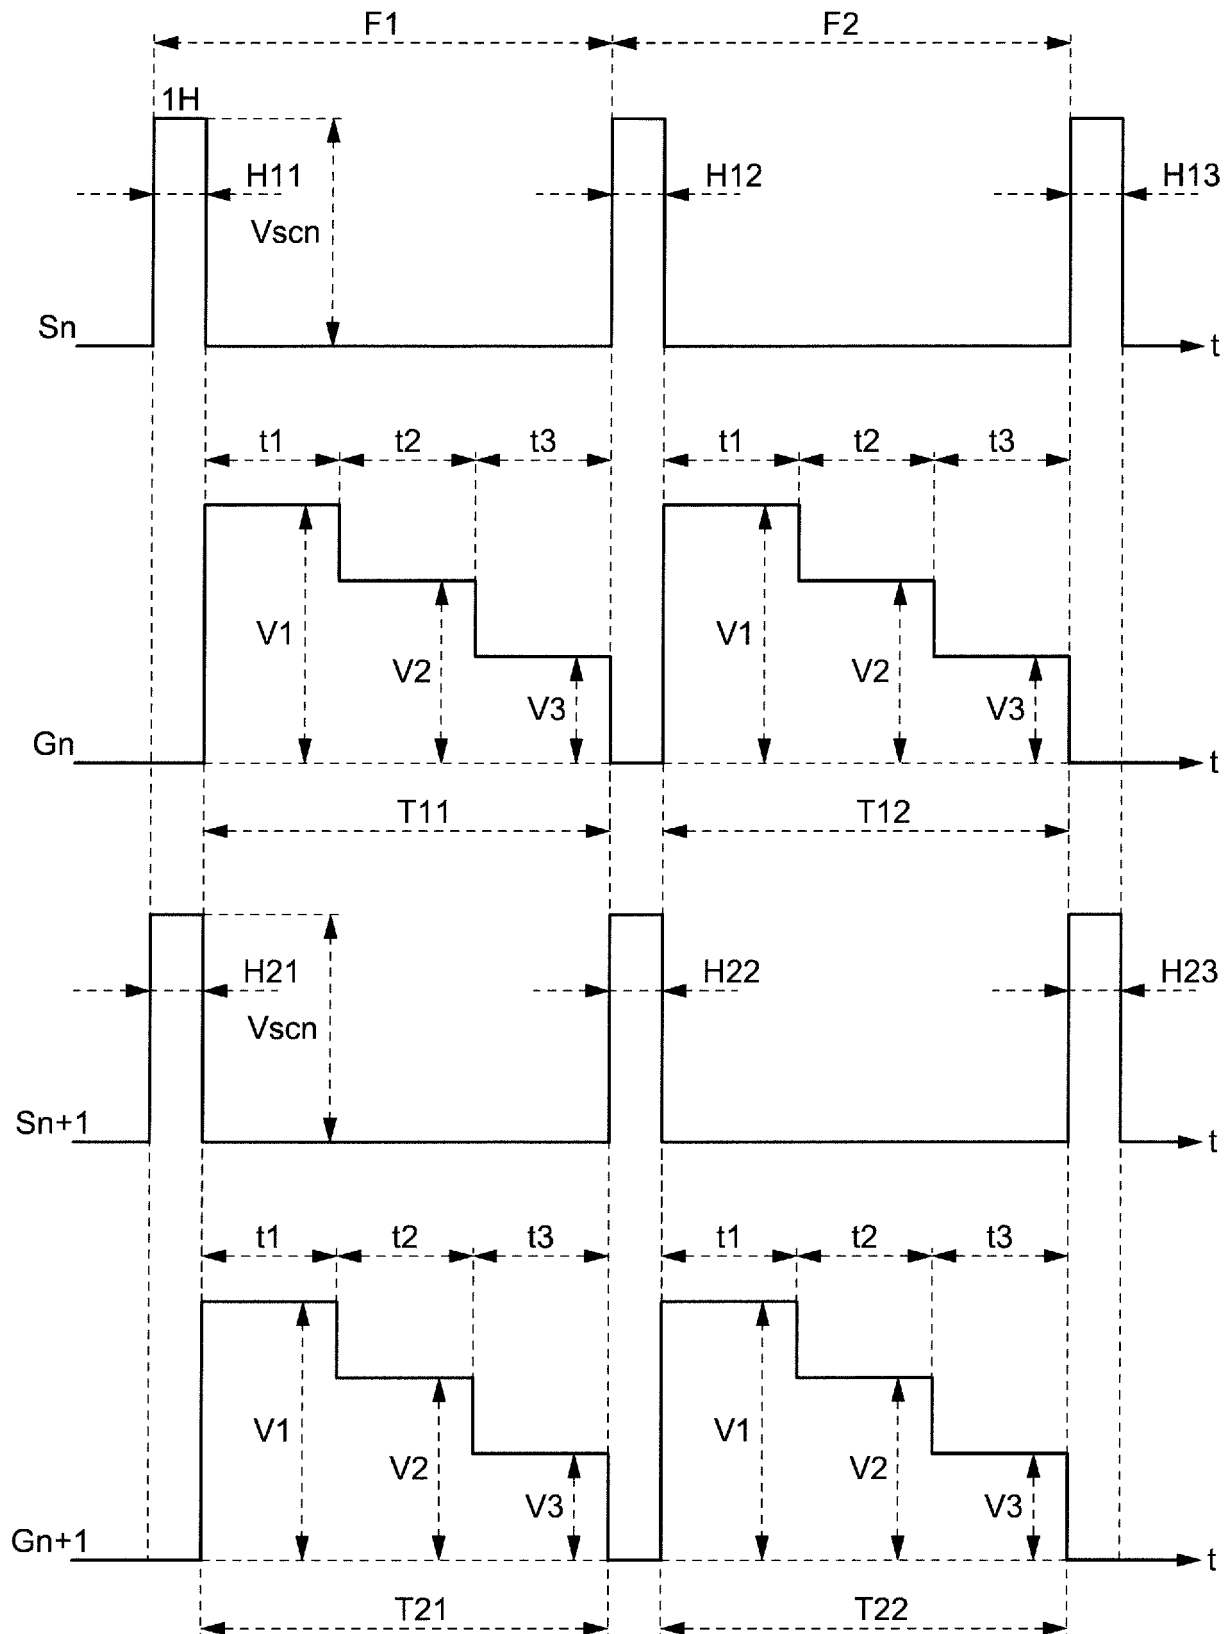 F1 F2
1H
H11 H12 H13
Vscn
Sn t
t1 t2 t3 t1 t2 t3
V1 V1
V2 V2
V3 V3
Gn t
T11 T12
H21 H22 H23
Vscn
Sn+1 t
t1 t2 t3 t1 t2 t3
V1 V1
V2 V2
V3 V3
Gn+1 t
T21 T22